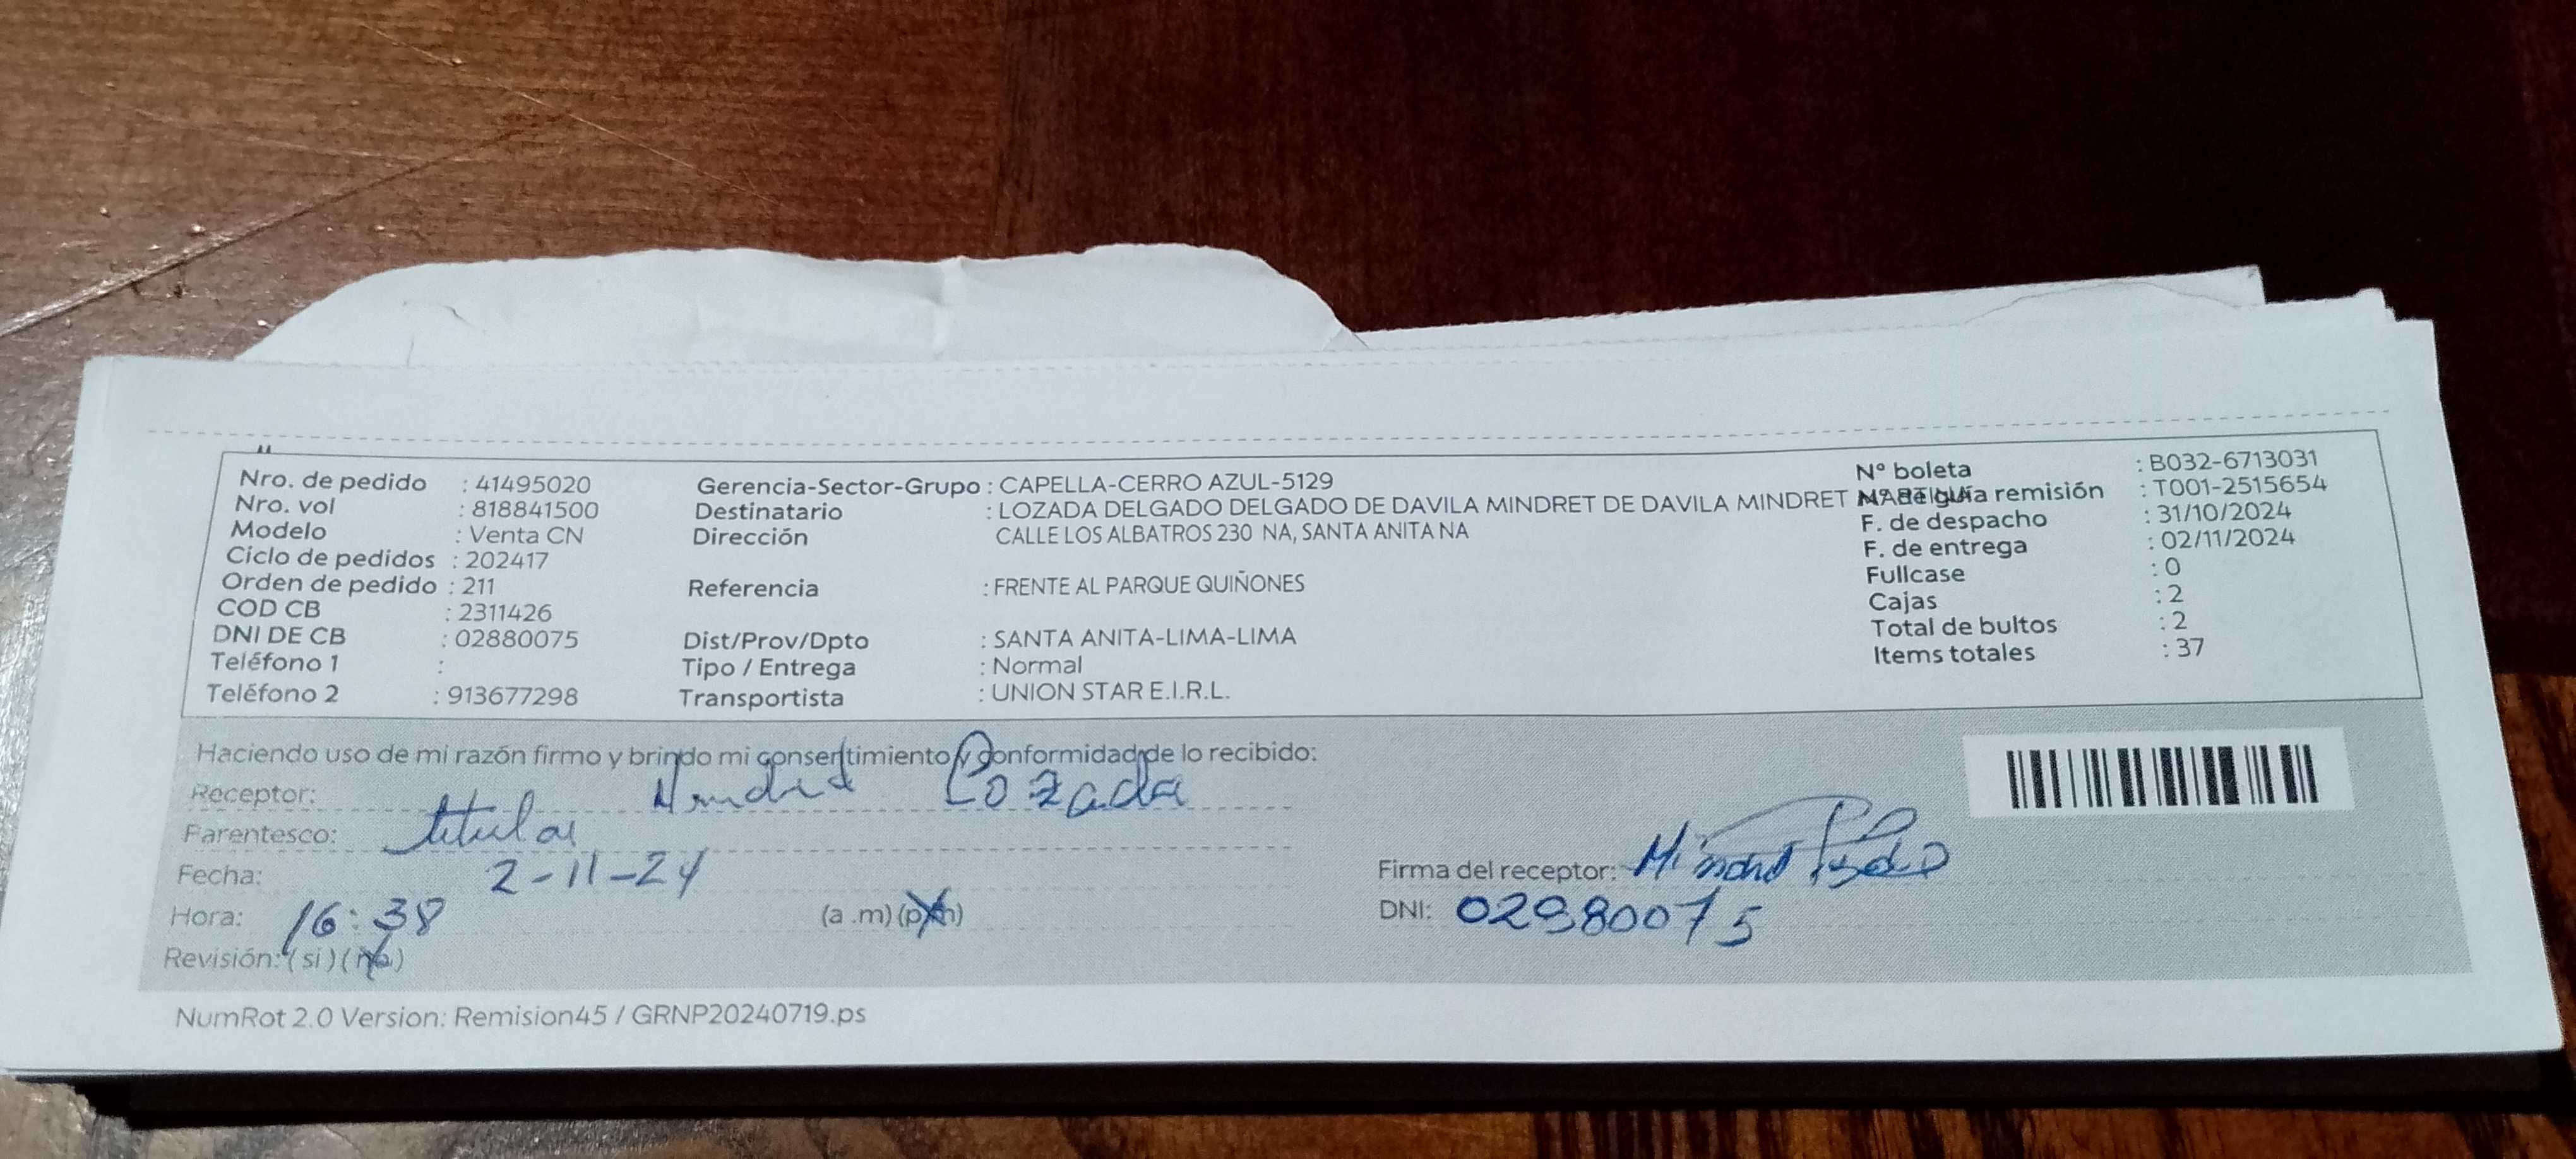 Nro. de pedido : 41495020
Nro. vol : 818841500
Modelo : Venta CN
Ciclo de pedidos : 202417
Orden de pedido : 211
COD CB : 2311426
DNI DE CB : 02880075
Teléfono 1 :
Teléfono 2 : 913677298
Gerencia-Sector-Grupo : CAPELLA-CERRO AZUL-5129
Destinatario : LOZADA DELGADO DELGADO DE DAVILA MINDRET DE DAVILA MINDRET
Dirección CALLE LOS ALBATROS 230 NA, SANTA ANITA NA
Referencia : FRENTE AL PARQUE QUIÑONES
Dist/Prov/Dpto : SANTA ANITA-LIMA-LIMA
Tipo / Entrega : Normal
Transportista : UNION STAR E.I.R.L.
N° boleta : B032-6713031
N° de guía remisión : T001-2515654
F. de despacho : 31/10/2024
F. de entrega : 02/11/2024
Fullcase : 0
Cajas : 2
Total de bultos : 2
Items totales : 37
Haciendo uso de mi razón firmo y brindo mi consentimiento y conformidad de lo recibido:
Receptor: Lozada
Parentesco: titular
Fecha: 2-11-24
Hora: 16:38 (a .m) (p.m)
Revisión: ( si ) ( no )
Firma del receptor:
DNI: 02980075
NumRot 2.0 Version: Remision45 / GRNP20240719.ps